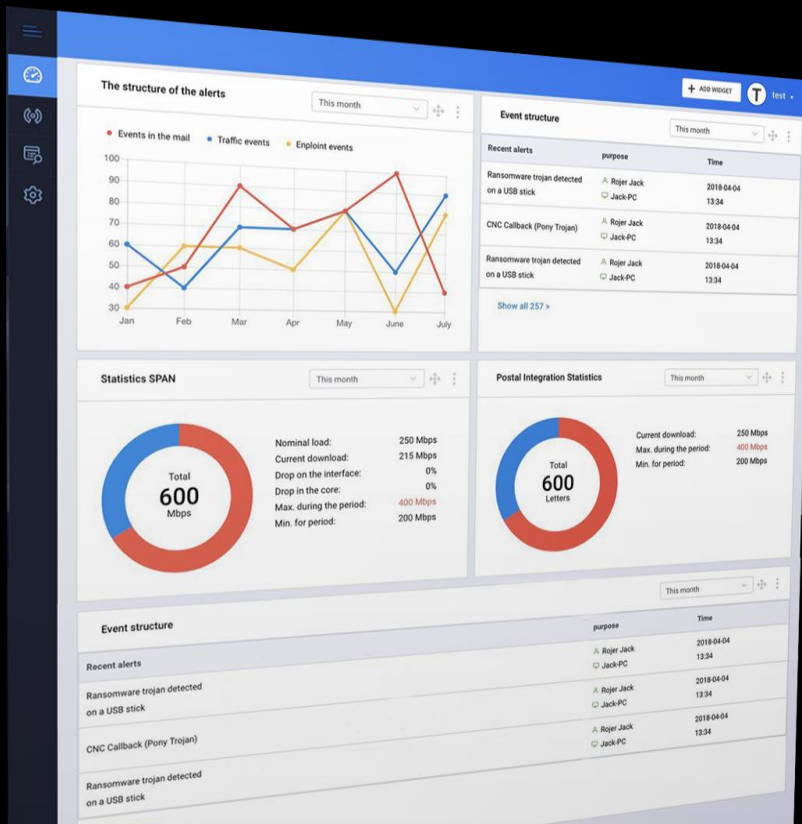 + ADD WIDGET
T
test
The structure of the alerts
This month
Events in the mail
Traffic events
Enploint events
100
90
80
70
60
50
40
30
Jan
Feb
Mar
Apr
May
June
July
Event structure
This month
Recent alerts purpose Time
Ransomware trojan detected
on a USB stick
Rojer Jack
Jack-PC
2018-04-04
13:34
CNC Callback (Pony Trojan)
Rojer Jack
Jack-PC
2018-04-04
13:34
Ransomware trojan detected
on a USB stick
Rojer Jack
Jack-PC
2018-04-04
13:34
Show all 257 >
Statistics SPAN
This month
Total
600
Mbps
Nominal load: 250 Mbps
Current download: 215 Mbps
Drop on the interface: 0%
Drop in the core: 0%
Max. during the period: 400 Mbps
Min. for period: 200 Mbps
Postal Integration Statistics
This month
Total
600
Letters
Current download: 250 Mbps
Max. during the period: 400 Mbps
Min. for period: 200 Mbps
Event structure
This month
Recent alerts purpose Time
Ransomware trojan detected
on a USB stick
Rojer Jack
Jack-PC
2018-04-04
13:34
CNC Callback (Pony Trojan)
Rojer Jack
Jack-PC
2018-04-04
13:34
Ransomware trojan detected
on a USB stick
Rojer Jack
Jack-PC
2018-04-04
13:34